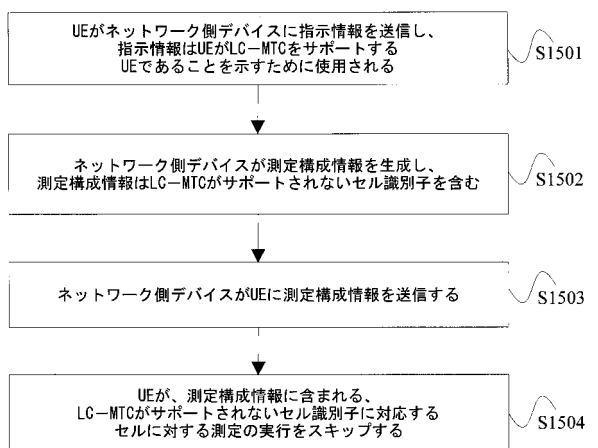 UEがネットワーク側デバイスに指示情報を送信し、
指示情報はUEがLC－MTCをサポートする
UEであることを示すために使用される
S1501
ネットワーク側デバイスが測定構成情報を生成し、
測定構成情報はLC－MTCがサポートされないセル識別子を含む
S1502
ネットワーク側デバイスがUEに測定構成情報を送信する
S1503
UEが、測定構成情報に含まれる、
LC－MTCがサポートされないセル識別子に対応する
セルに対する測定の実行をスキップする
S1504